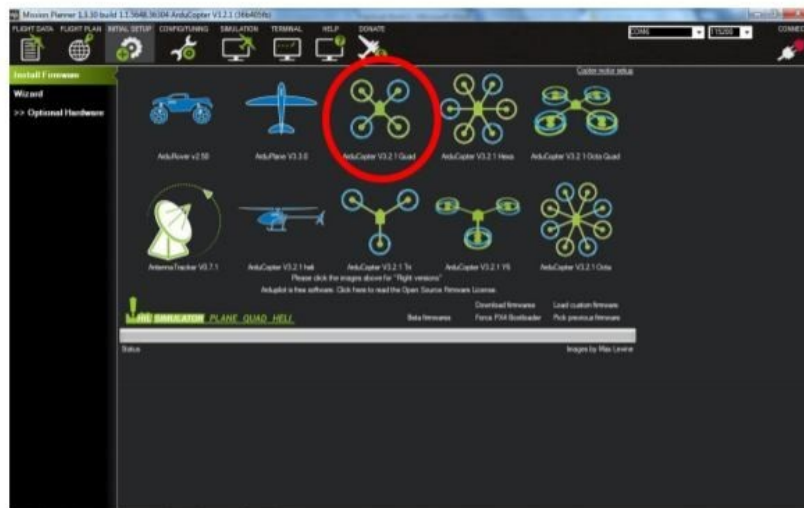 Mission Planner 1.3.30 build 1.1.5648.36304 ArduCopter V3.2.1 (36b405fb)
FLIGHT DATA FLIGHT PLAN INITIAL SETUP CONFIG/TUNING SIMULATION TERMINAL HELP DONATE
COM6 115200 CONNECT
Install Firmware
Copter motor setup
Wizard
>> Optional Hardware
ArduRover v2.50 ArduPlane V3.3.0 ArduCopter V3.2.1 Quad ArduCopter V3.2.1 Hexa ArduCopter V3.2.1 Octa Quad
AntennaTracker V0.7.1 ArduCopter V3.2.1 heli ArduCopter V3.2.1 Tri ArduCopter V3.2.1 Y6 ArduCopter V3.2.1 Octa
Please click the images above for "Flight versions"
Ardupilot is free software. Click here to read the Open Source Firmware License.
Download firmwares Load custom firmware
HIL SIMULATOR PLANE QUAD HELI Beta firmwares Force PX4 Bootloader Pick previous firmware
Status Images by Max Levine